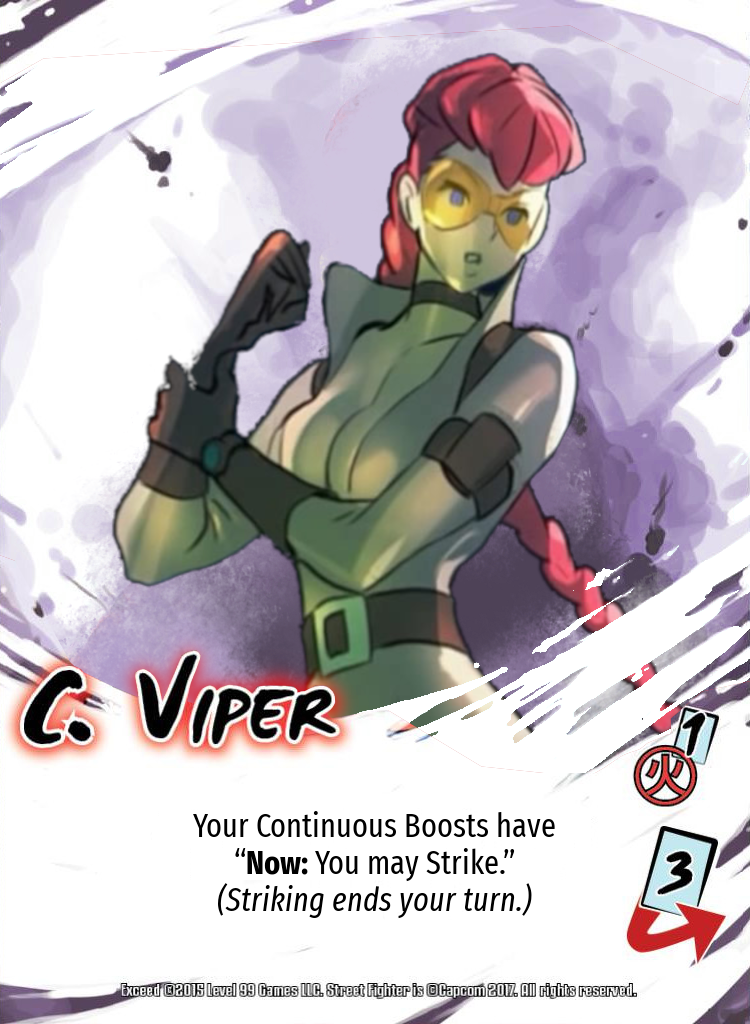 C. VIPER
1
火
Your Continuous Boosts have
“Now: You may Strike.”
(Striking ends your turn.)
3
Exceed ©2015 Level 99 Games LLC. Street Fighter is ©Capcom 2017. All rights reserved.